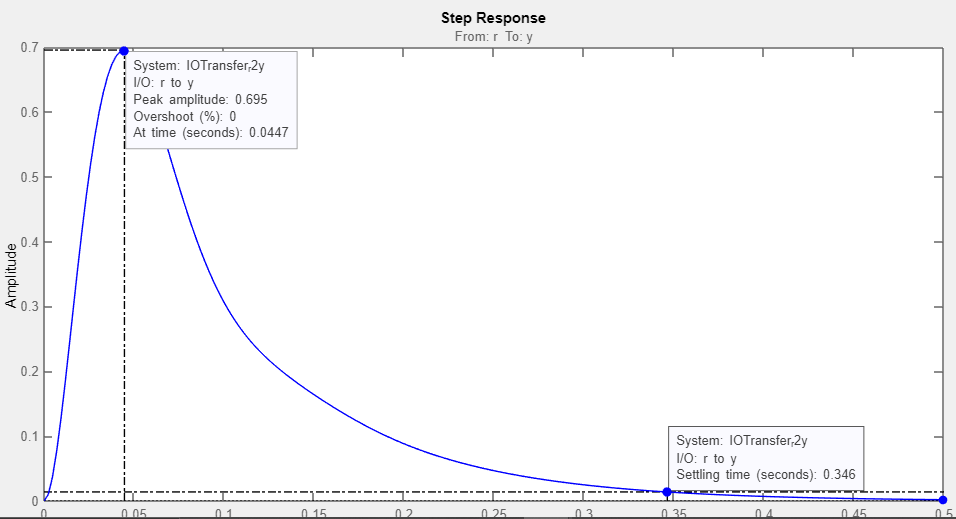 Step Response
From: r To: y
0.7
0.6
0.5
0.4
0.3
0.2
0.1
0
Amplitude
System: IOTransfer,2y
I/O: r to y
Peak amplitude: 0.695
Overshoot (%): 0
At time (seconds): 0.0447
System: IOTransfer,2y
I/O: r to y
Settling time (seconds): 0.346
0 0.05 0.1 0.15 0.2 0.25 0.3 0.35 0.4 0.45 0.5